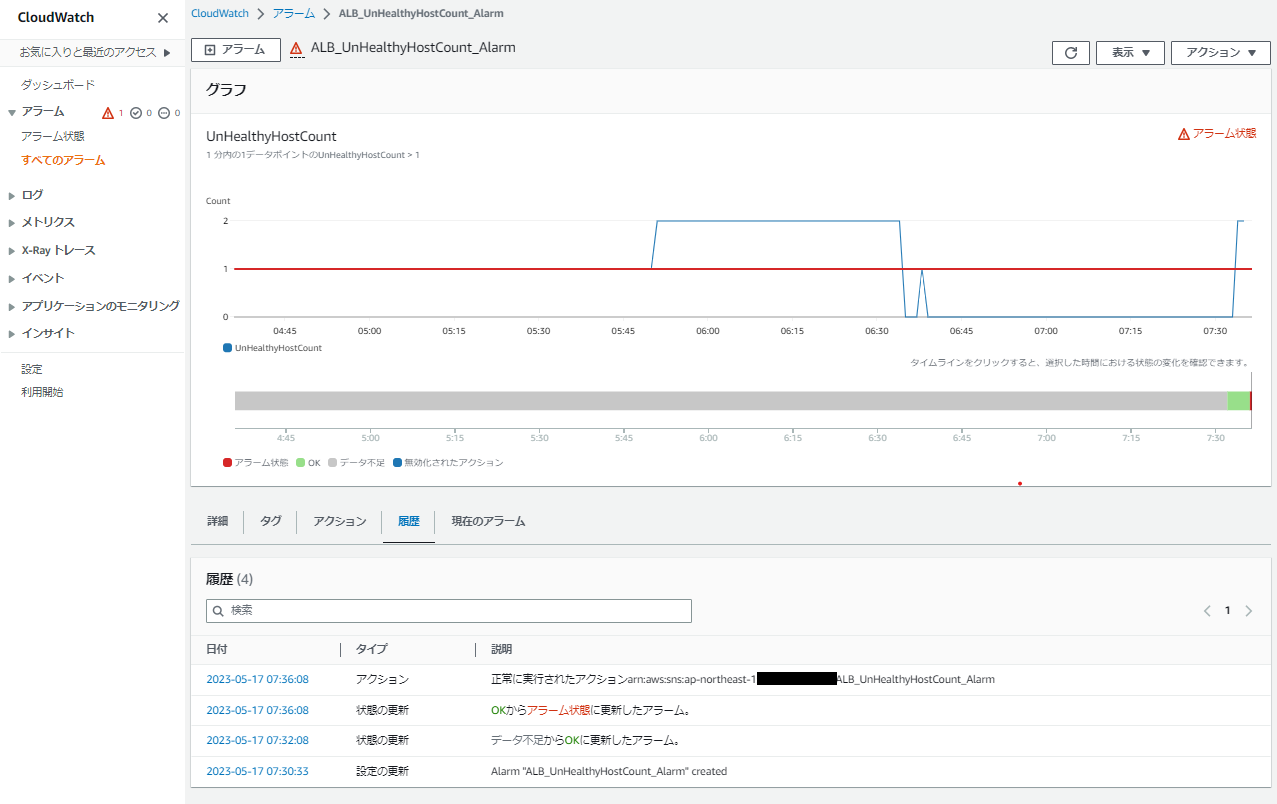 CloudWatch
お気に入りと最近のアクセス
ダッシュボード
アラーム 1 0 0
アラーム状態
すべてのアラーム
ログ
メトリクス
X-Ray トレース
イベント
アプリケーションのモニタリング
インサイト
設定
利用開始
CloudWatch アラーム ALB_UnHealthyHostCount_Alarm
アラーム ALB_UnHealthyHostCount_Alarm
表示 アクション
グラフ
UnHealthyHostCount
アラーム状態
1 分内の1データポイントのUnHealthyHostCount > 1
Count
2
1
0
04:45 05:00 05:15 05:30 05:45 06:00 06:15 06:30 06:45 07:00 07:15 07:30
UnHealthyHostCount
タイムラインをクリックすると、選択した時間における状態の変化を確認できます。
4:45 5:00 5:15 5:30 5:45 6:00 6:15 6:30 6:45 7:00 7:15 7:30
アラーム状態 OK データ不足 無効化されたアクション
詳細 タグ アクション 履歴 現在のアラーム
履歴 (4)
検索
1
日付 タイプ 説明
2023-05-17 07:36:08 アクション 正常に実行されたアクションarn:aws:sns:ap-northeast-1 ALB_UnHealthyHostCount_Alarm
2023-05-17 07:36:08 状態の更新 OKからアラーム状態に更新したアラーム。
2023-05-17 07:32:08 状態の更新 データ不足からOKに更新したアラーム。
2023-05-17 07:30:33 設定の更新 Alarm "ALB_UnHealthyHostCount_Alarm" created